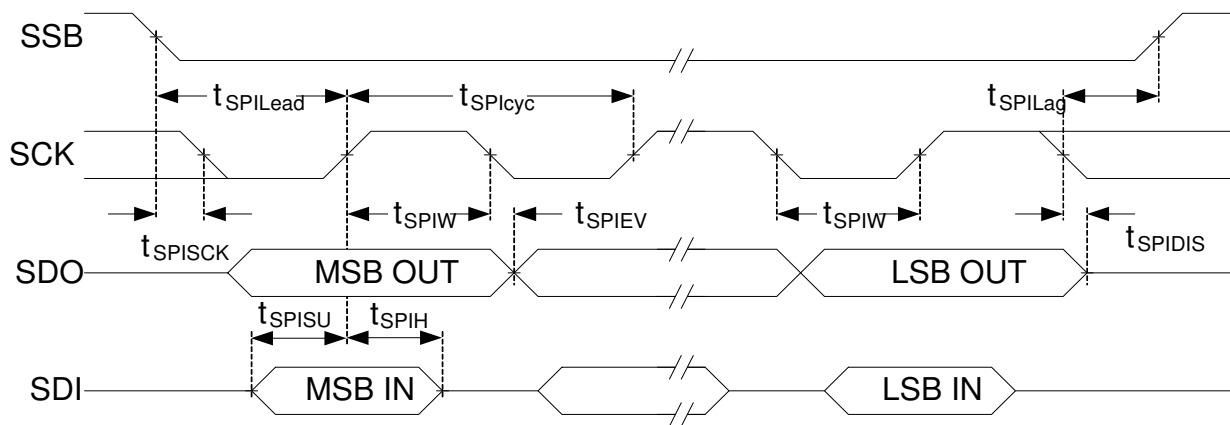 SSB
tSPILead
tSPIcyc
tSPILag
SCK
tSPIW
tSPIEV
tSPIW
tSPISCK
tSPIDIS
SDO
MSB OUT
LSB OUT
tSPISU
tSPIH
SDI
MSB IN
LSB IN